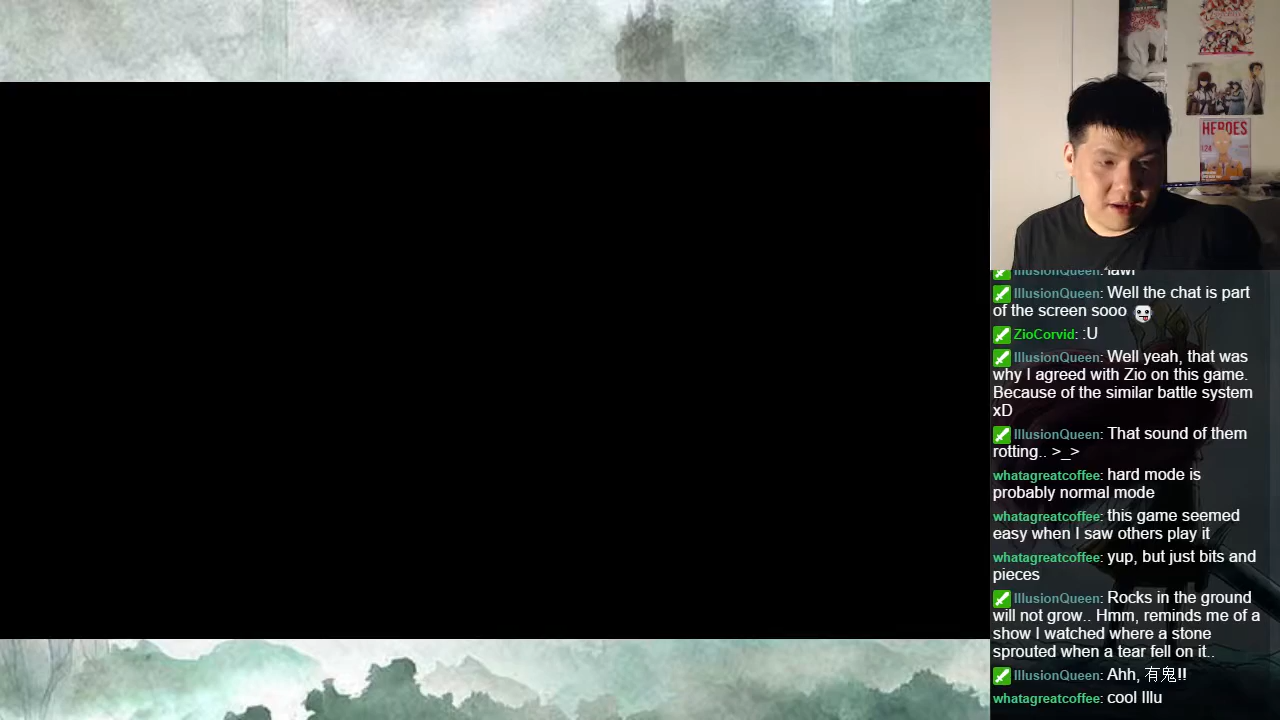 HEROES
IllusionQueen: lawl
IllusionQueen: Well the chat is part
of the screen sooo
ZioCorvid: :U
IllusionQueen: Well yeah, that was
why I agreed with Zio on this game.
Because of the similar battle system
xD
IllusionQueen: That sound of them
rotting.. >_>
whatagreatcoffee: hard mode is
probably normal mode
whatagreatcoffee: this game seemed
easy when I saw others play it
whatagreatcoffee: yup, but just bits and
pieces
IllusionQueen: Rocks in the ground
will not grow.. Hmm, reminds me of a
show I watched where a stone
sprouted when a tear fell on it..
IllusionQueen: Ahh, 有鬼!!
whatagreatcoffee: cool Illu